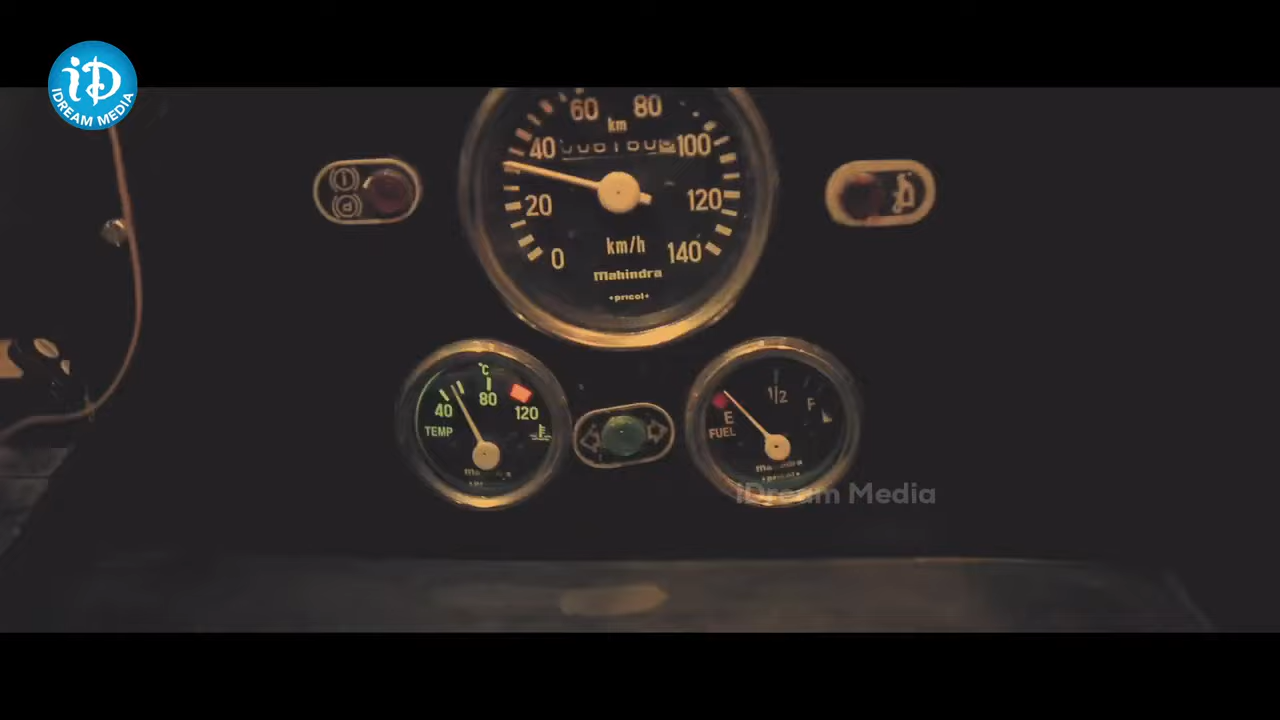 iD
IDREAM MEDIA
60 80
km
40 100
20 120
km/h
0 140
Mahindra
pricol
°C
40 80 120
TEMP
1/2
E F
FUEL
iDream Media